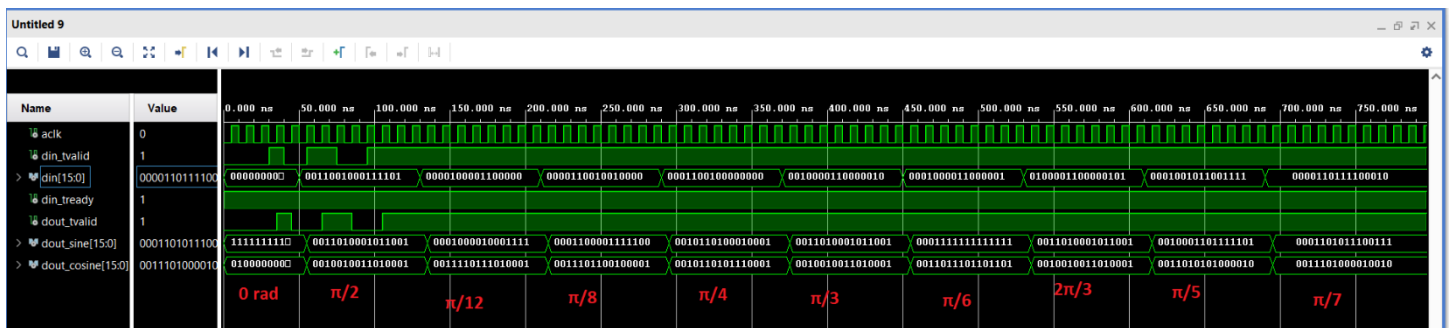 Untitled 9
Name Value 0.000 ns 50.000 ns 100.000 ns 150.000 ns 200.000 ns 250.000 ns 300.000 ns 350.000 ns 400.000 ns 450.000 ns 500.000 ns 550.000 ns 600.000 ns 650.000 ns 700.000 ns 750.000 ns
aclk 0
din_tvalid 1
din[15:0] 0000110111100 00000000 0011001000111101 0000100001100000 0000110010010000 0001100100000000 0010000110000010 0001000011000001 0100001100000101 0001001011001111 0000110111100010
din_tready 1
dout_tvalid 1
dout_sine[15:0] 0001101011100 111111111 0011010001011001 0001000010001111 0001100001111100 0010110100010001 0011010001011001 0001111111111111 0011010001011001 0010001101111101 0001101011100111
dout_cosine[15:0] 0011101000010 010000000 0010010011010001 0011110111010001 0011101100100001 0010110101110001 0010010011010001 0011011101101101 0010010011010001 0011010101000010 0011101000010010
0 rad π/2 π/12 π/8 π/4 π/3 π/6 2π/3 π/5 π/7